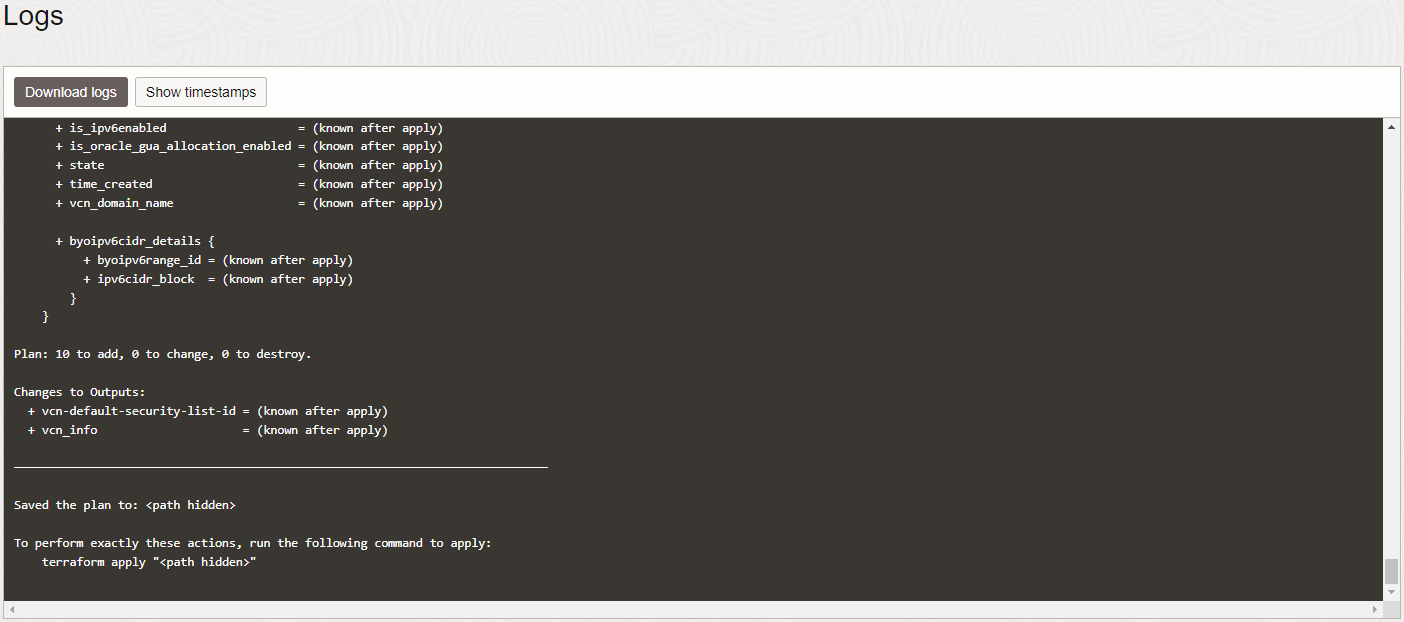 Logs
Download logs
Show timestamps
+ is_ipv6enabled = (known after apply)
+ is_oracle_gua_allocation_enabled = (known after apply)
+ state = (known after apply)
+ time_created = (known after apply)
+ vcn_domain_name = (known after apply)
+ byoipv6cidr_details {
+ byoipv6range_id = (known after apply)
+ ipv6cidr_block = (known after apply)
}
}
Plan: 10 to add, 0 to change, 0 to destroy.
Changes to Outputs:
+ vcn-default-security-list-id = (known after apply)
+ vcn_info = (known after apply)
Saved the plan to: <path hidden>
To perform exactly these actions, run the following command to apply:
terraform apply "<path hidden>"